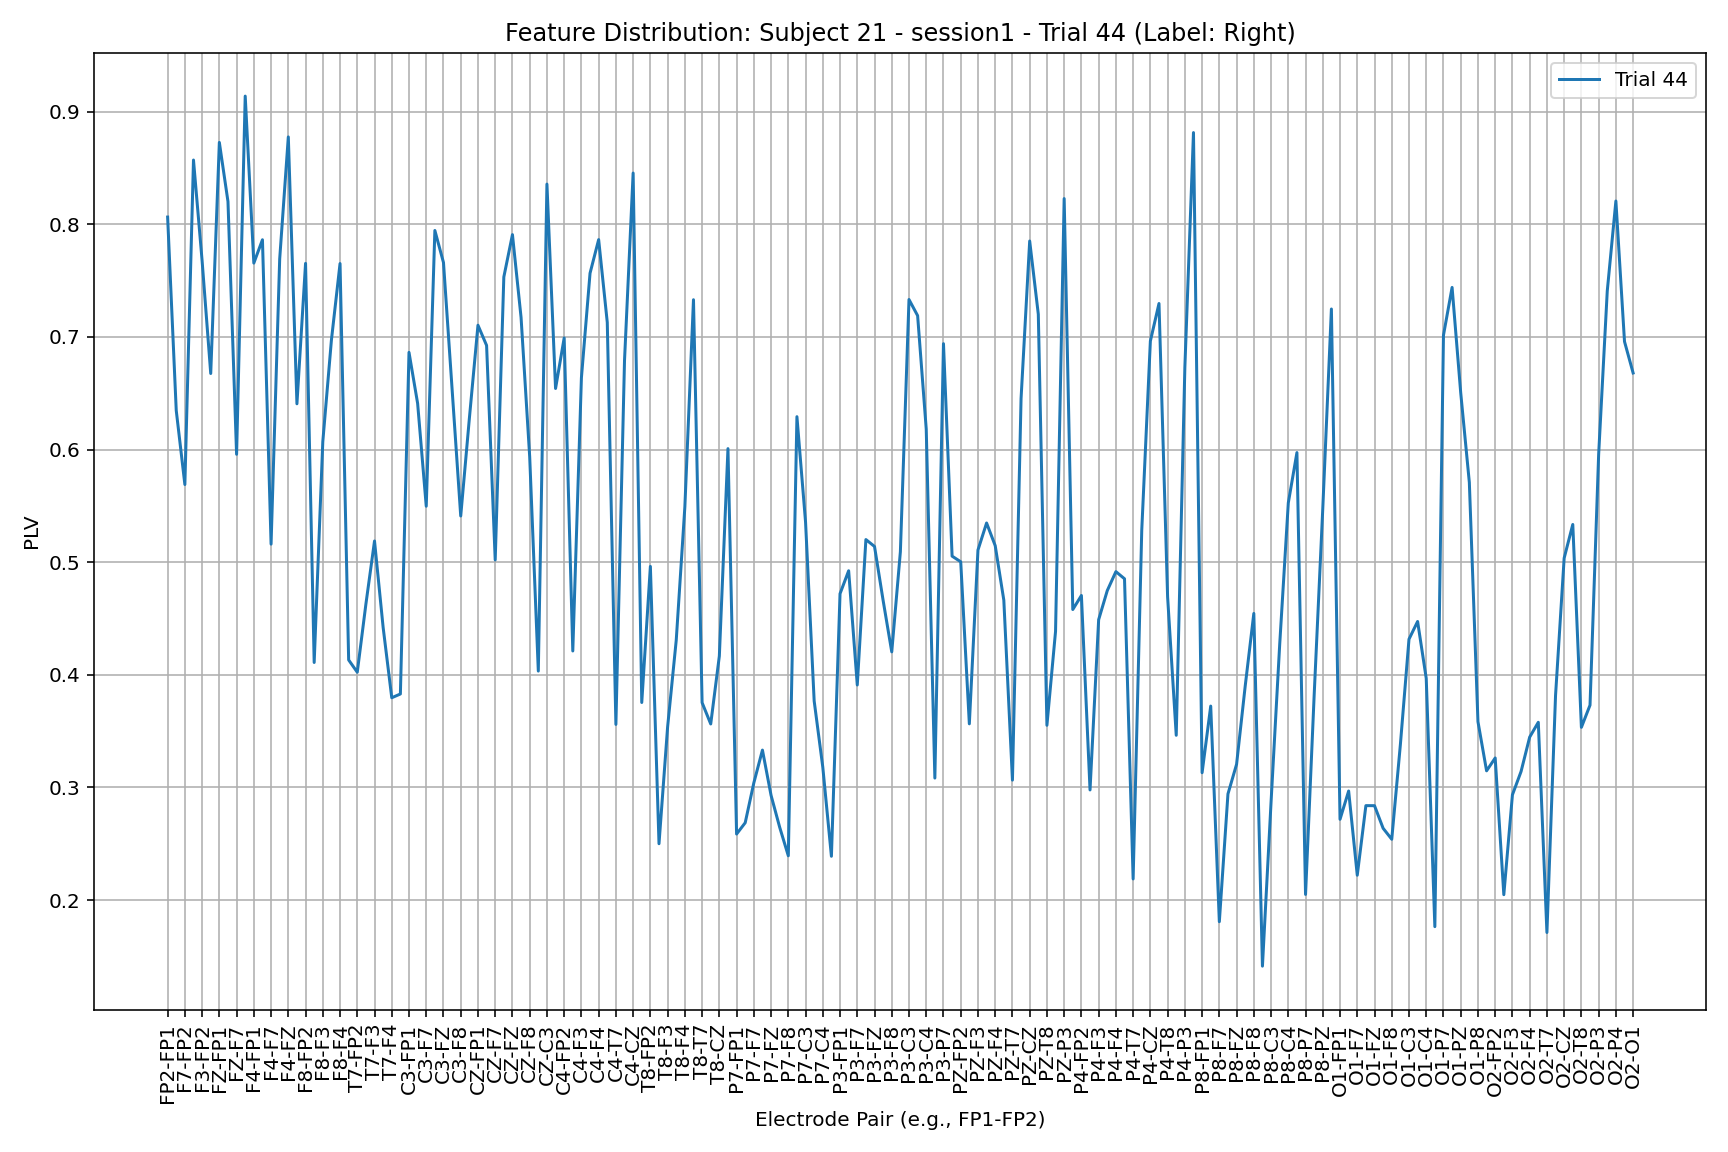 Feature Distribution: Subject 21 - session1 - Trial 44 (Label: Right)
Trial 44
PLV
0.9
0.8
0.7
0.6
0.5
0.4
0.3
0.2
FP2-FP1
F7-FP2
F3-FP2
FZ-FP1
FZ-F7
F4-FP1
F4-F7
F4-FZ
F8-FP2
F8-F3
F8-F4
T7-FP2
T7-F3
T7-F4
C3-FP1
C3-F7
C3-FZ
C3-F8
CZ-FP1
CZ-F7
CZ-FZ
CZ-F8
CZ-C3
C4-FP2
C4-F3
C4-F4
C4-T7
C4-CZ
T8-FP2
T8-F3
T8-F4
T8-T7
T8-CZ
P7-FP1
P7-F7
P7-FZ
P7-F8
P7-C3
P7-C4
P3-FP1
P3-F7
P3-FZ
P3-F8
P3-C3
P3-C4
P3-P7
PZ-FP2
PZ-F3
PZ-F4
PZ-T7
PZ-CZ
PZ-T8
PZ-P3
P4-FP2
P4-F3
P4-F4
P4-T7
P4-CZ
P4-T8
P4-P3
P8-FP1
P8-F7
P8-FZ
P8-F8
P8-C3
P8-C4
P8-P7
P8-PZ
O1-FP1
O1-F7
O1-FZ
O1-F8
O1-C3
O1-C4
O1-P7
O1-PZ
O1-P8
O2-FP2
O2-F3
O2-F4
O2-T7
O2-CZ
O2-T8
O2-P3
O2-P4
O2-O1
Electrode Pair (e.g., FP1-FP2)